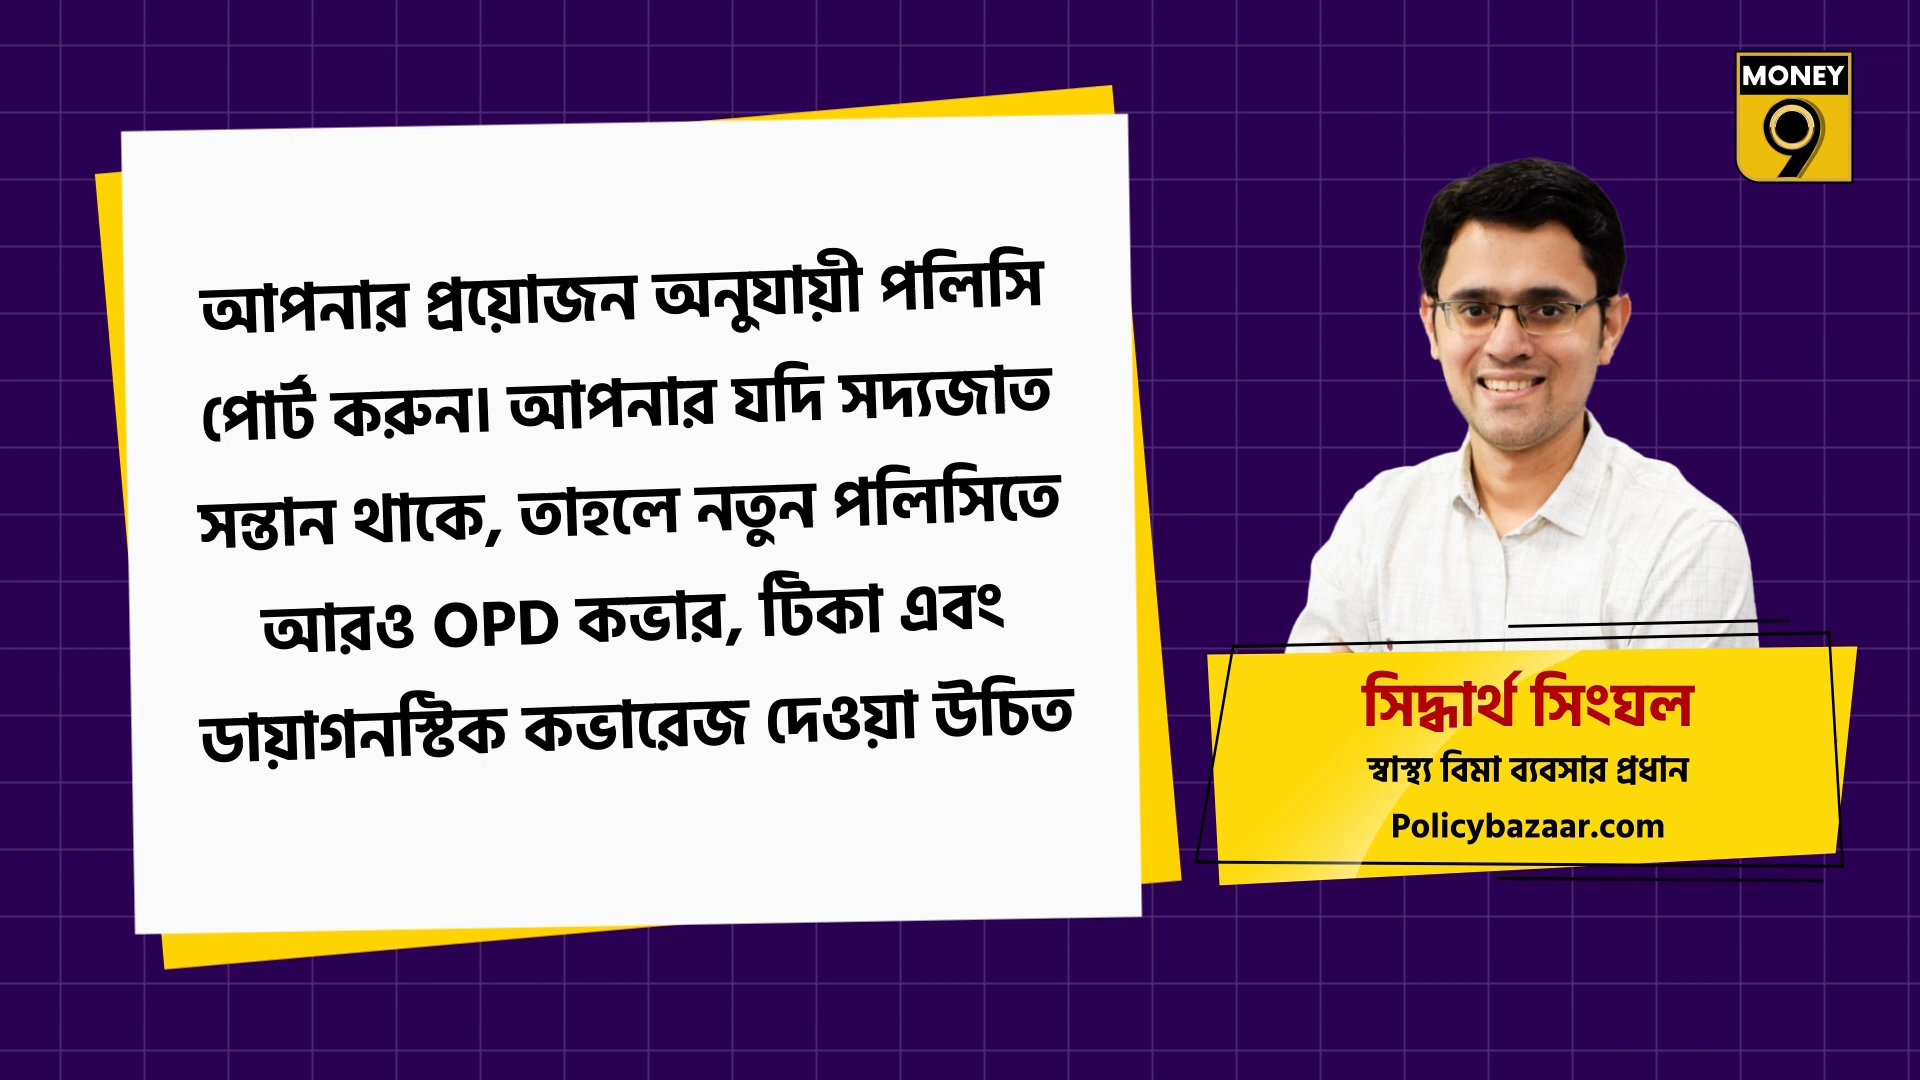 MONEY
9
আপনার প্রয়োজন অনুযায়ী পলিসি
পোর্ট করুন। আপনার যদি সদ্যজাত
সন্তান থাকে, তাহলে নতুন পলিসিতে
আরও OPD কভার, টিকা এবং
ডায়াগনস্টিক কভারেজ দেওয়া উচিত
সিদ্ধার্থ সিংঘল
স্বাস্থ্য বিমা ব্যবসার প্রধান
Policybazaar.com